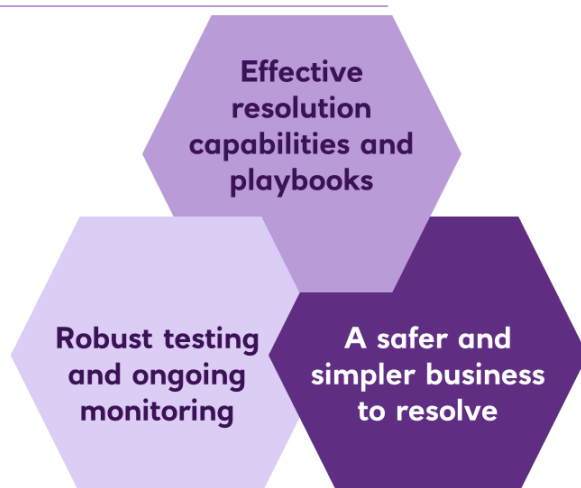 Effective
resolution
capabilities and
playbooks
Robust testing
and ongoing
monitoring
A safer and
simpler business
to resolve